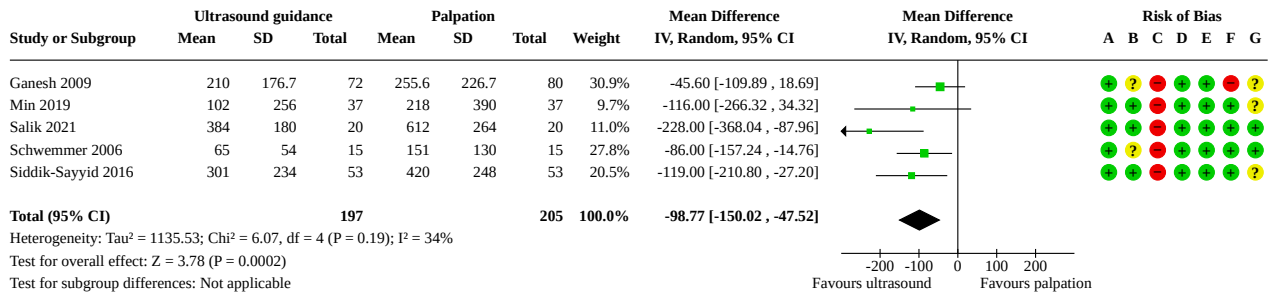 Ultrasound guidance Palpation Mean Difference Mean Difference Risk of Bias
Study or Subgroup Mean SD Total Mean SD Total Weight IV, Random, 95% CI IV, Random, 95% CI A B C D E F G
Ganesh 2009 210 176.7 72 255.6 226.7 80 30.9% -45.60 [-109.89 , 18.69] + ? − + + − ?
Min 2019 102 256 37 218 390 37 9.7% -116.00 [-266.32 , 34.32] + + − + + + ?
Salik 2021 384 180 20 612 264 20 11.0% -228.00 [-368.04 , -87.96] + + − + + + +
Schwemmer 2006 65 54 15 151 130 15 27.8% -86.00 [-157.24 , -14.76] + ? − + + + +
Siddik-Sayyid 2016 301 234 53 420 248 53 20.5% -119.00 [-210.80 , -27.20] + + − + + + ?
Total (95% CI) 197 205 100.0% -98.77 [-150.02 , -47.52]
Heterogeneity: Tau² = 1135.53; Chi² = 6.07, df = 4 (P = 0.19); I² = 34%
Test for overall effect: Z = 3.78 (P = 0.0002)
-200 -100 0 100 200
Test for subgroup differences: Not applicable Favours ultrasound Favours palpation